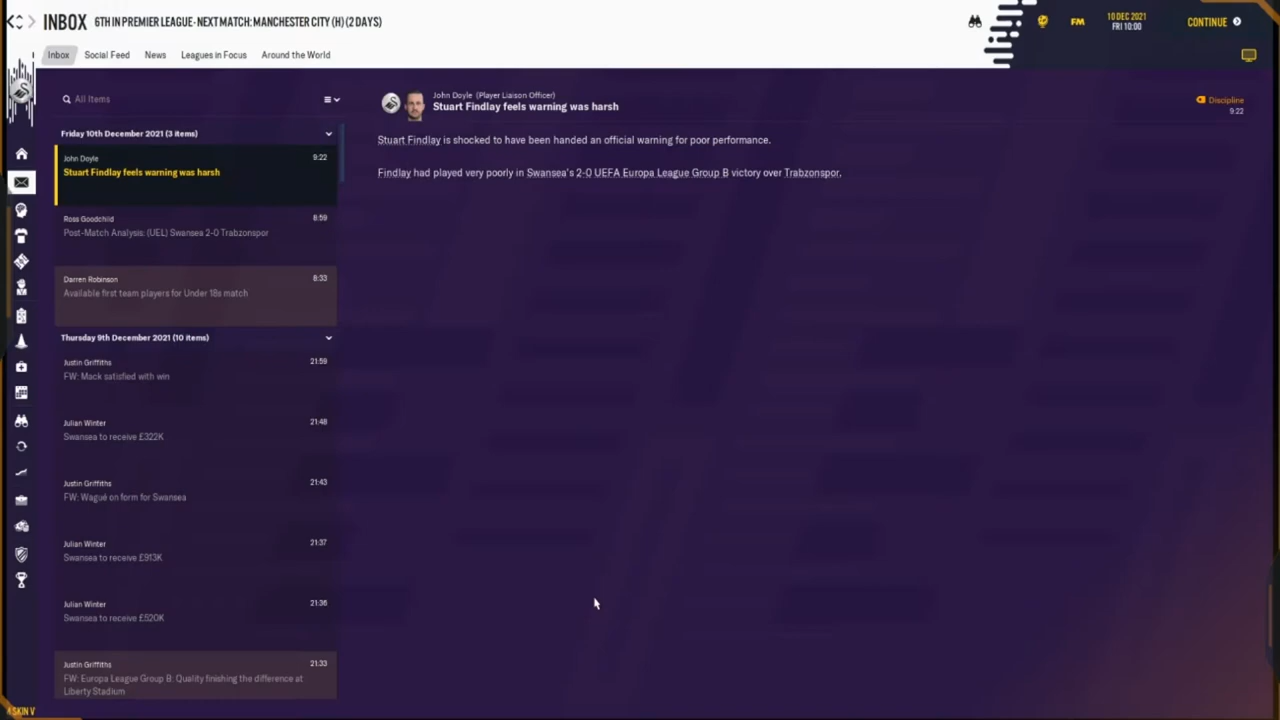 INBOX 6TH IN PREMIER LEAGUE · NEXT MATCH: MANCHESTER CITY (H) (2 DAYS)
FM
10 DEC 2021
FRI 10:00
CONTINUE
Inbox Social Feed News Leagues in Focus Around the World
All Items
Friday 10th December 2021 (3 items)
John Doyle 9:22
Stuart Findlay feels warning was harsh
Ross Goodchild 8:59
Post-Match Analysis: (UEL) Swansea 2-0 Trabzonspor
Darren Robinson 8:33
Available first team players for Under 18s match
Thursday 9th December 2021 (10 items)
Justin Griffiths 21:59
FW: Mack satisfied with win
Julian Winter 21:48
Swansea to receive £322K
Justin Griffiths 21:43
FW: Wagué on form for Swansea
Julian Winter 21:37
Swansea to receive £913K
Julian Winter 21:36
Swansea to receive £520K
Justin Griffiths 21:33
FW: Europa League Group B: Quality finishing the difference at
Liberty Stadium
John Doyle (Player Liaison Officer)
Stuart Findlay feels warning was harsh
Discipline
9:22
Stuart Findlay is shocked to have been handed an official warning for poor performance.
Findlay had played very poorly in Swansea's 2-0 UEFA Europa League Group B victory over Trabzonspor.
SKIN V